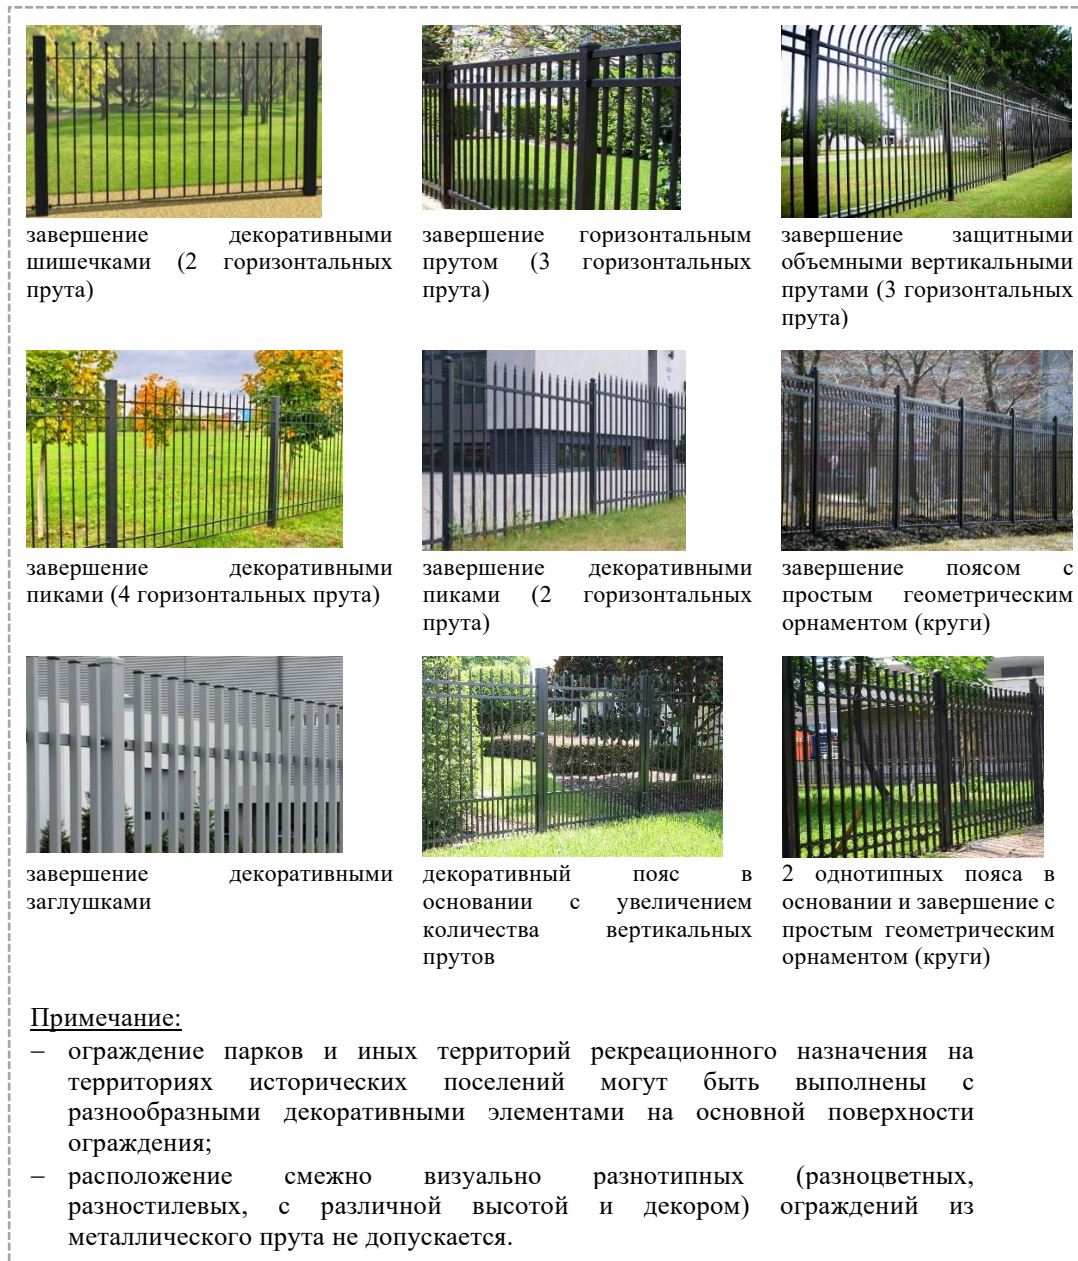 завершение декоративными
шишечками (2 горизонтальных
прута)
завершение горизонтальным
прутом (3 горизонтальных
прута)
завершение защитными
объемными вертикальными
прутами (3 горизонтальных
прута)
завершение декоративными
пиками (4 горизонтальных прута)
завершение декоративными
пиками (2 горизонтальных
прута)
завершение поясом с
простым геометрическим
орнаментом (круги)
завершение декоративными
заглушками
декоративный пояс в
основании с увеличением
количества вертикальных
прутов
2 однотипных пояса в
основании и завершение с
простым геометрическим
орнаментом (круги)
Примечание:
– ограждение парков и иных территорий рекреационного назначения на
территориях исторических поселений могут быть выполнены с
разнообразными декоративными элементами на основной поверхности
ограждения;
– расположение смежно визуально разнотипных (разноцветных,
разностилевых, с различной высотой и декором) ограждений из
металлического прута не допускается.